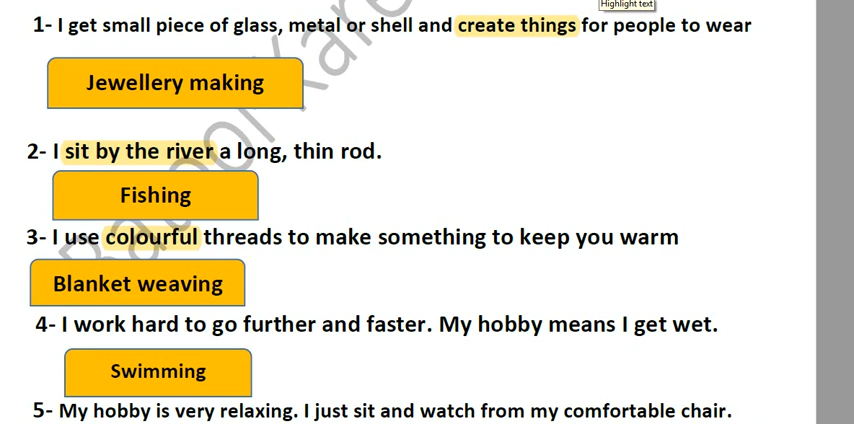 Highlight text
1- I get small piece of glass, metal or shell and create things for people to wear
Jewellery making
2- I sit by the river a long, thin rod.
Fishing
3- I use colourful threads to make something to keep you warm
Blanket weaving
4- I work hard to go further and faster. My hobby means I get wet.
Swimming
5- My hobby is very relaxing. I just sit and watch from my comfortable chair.